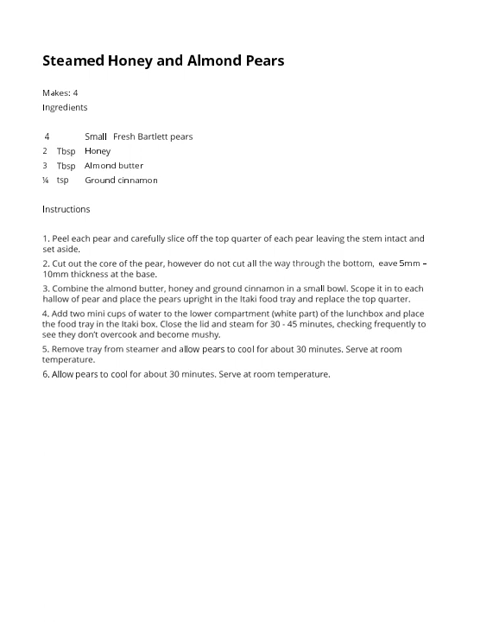 Steamed Honey and Almond Pears
Makes: 4
Ingredients
4 Small Fresh Bartlett pears
2 Tbsp Honey
3 Tbsp Almond butter
¼ tsp Ground cinnamon
Instructions
1. Peel each pear and carefully slice off the top quarter of each pear leaving the stem intact and
set aside.
2. Cut out the core of the pear, however do not cut all the way through the bottom, eave 5mm –
10mm thickness at the base.
3. Combine the almond butter, honey and ground cinnamon in a small bowl. Scope it in to each
hallow of pear and place the pears upright in the Itaki food tray and replace the top quarter.
4. Add two mini cups of water to the lower compartment (white part) of the lunchbox and place
the food tray in the Itaki box. Close the lid and steam for 30 - 45 minutes, checking frequently to
see they don't overcook and become mushy.
5. Remove tray from steamer and allow pears to cool for about 30 minutes. Serve at room
temperature.
6. Allow pears to cool for about 30 minutes. Serve at room temperature.